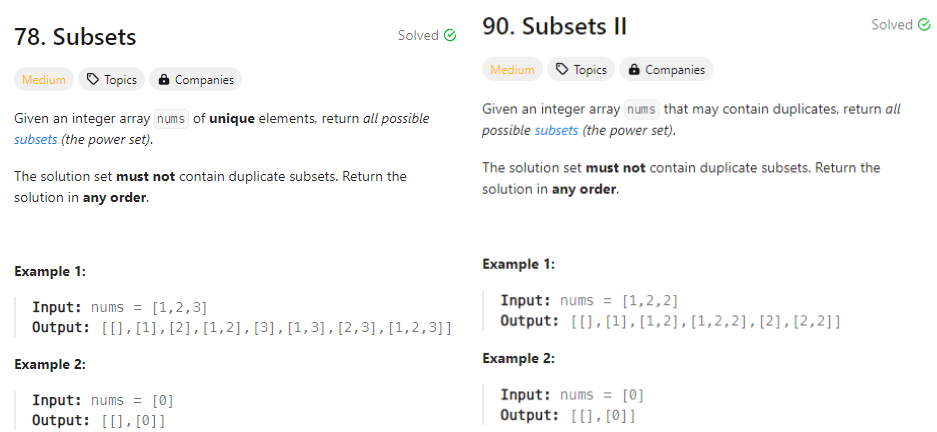 78. Subsets
Solved
Medium Topics Companies
Given an integer array nums of unique elements, return all possible
subsets (the power set).
The solution set must not contain duplicate subsets. Return the
solution in any order.
Example 1:
Input: nums = [1,2,3]
Output: [[],[1],[2],[1,2],[3],[1,3],[2,3],[1,2,3]]
Example 2:
Input: nums = [0]
Output: [[],[0]]
90. Subsets II
Solved
Medium Topics Companies
Given an integer array nums that may contain duplicates, return all
possible subsets (the power set).
The solution set must not contain duplicate subsets. Return the
solution in any order.
Example 1:
Input: nums = [1,2,2]
Output: [[],[1],[1,2],[1,2,2],[2],[2,2]]
Example 2:
Input: nums = [0]
Output: [[],[0]]